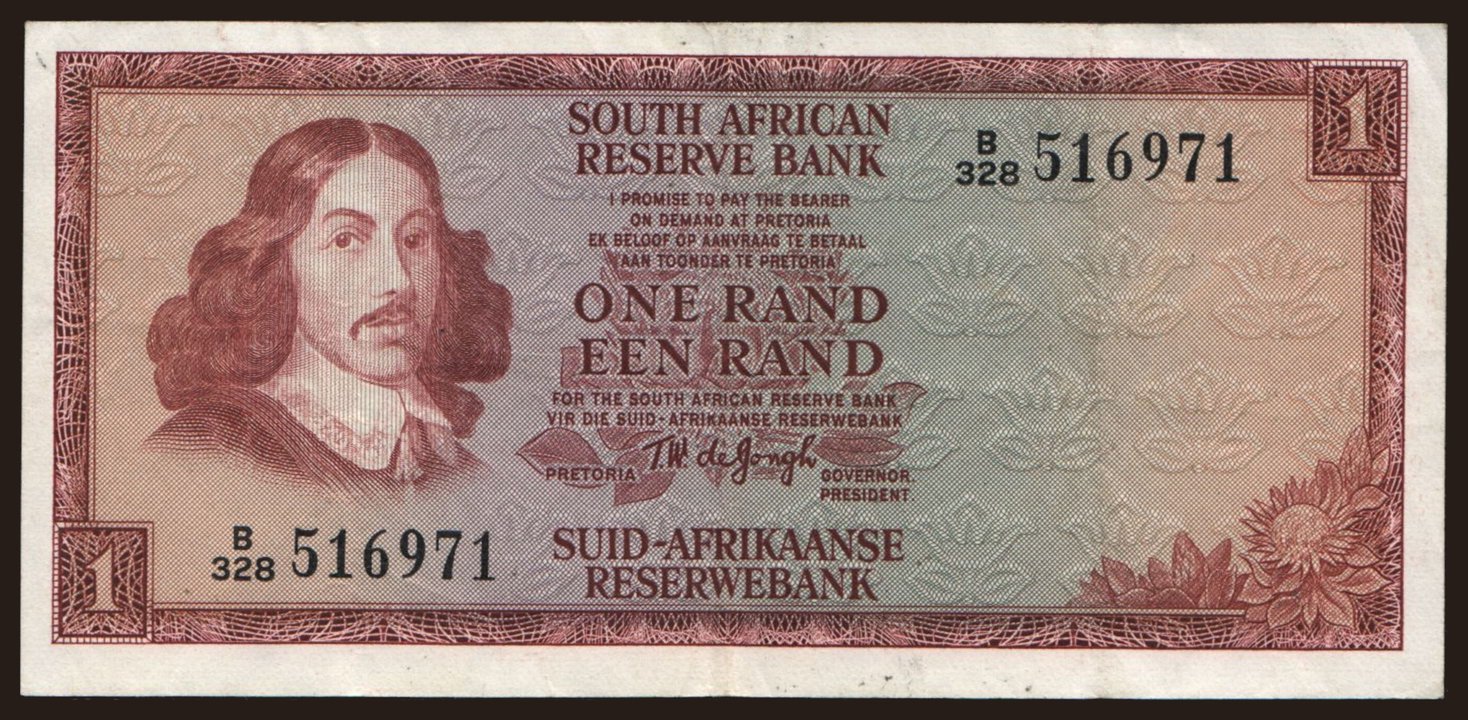 1
SOUTH AFRICAN
RESERVE BANK
B/328 516971
I PROMISE TO PAY THE BEARER
ON DEMAND AT PRETORIA
EK BELOOF OP AANVRAAG TE BETAAL
AAN TOONDER TE PRETORIA
ONE RAND
EEN RAND
FOR THE SOUTH AFRICAN RESERVE BANK
VIR DIE SUID-AFRIKAANSE RESERWEBANK
T.W. de Jongh
PRETORIA
GOVERNOR.
PRESIDENT.
B/328 516971
SUID-AFRIKAANSE
RESERWEBANK
1